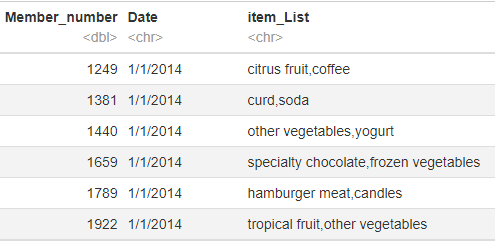 Member_number Date item_List
<dbl> <chr> <chr>
1249 1/1/2014 citrus fruit,coffee
1381 1/1/2014 curd,soda
1440 1/1/2014 other vegetables,yogurt
1659 1/1/2014 specialty chocolate,frozen vegetables
1789 1/1/2014 hamburger meat,candles
1922 1/1/2014 tropical fruit,other vegetables